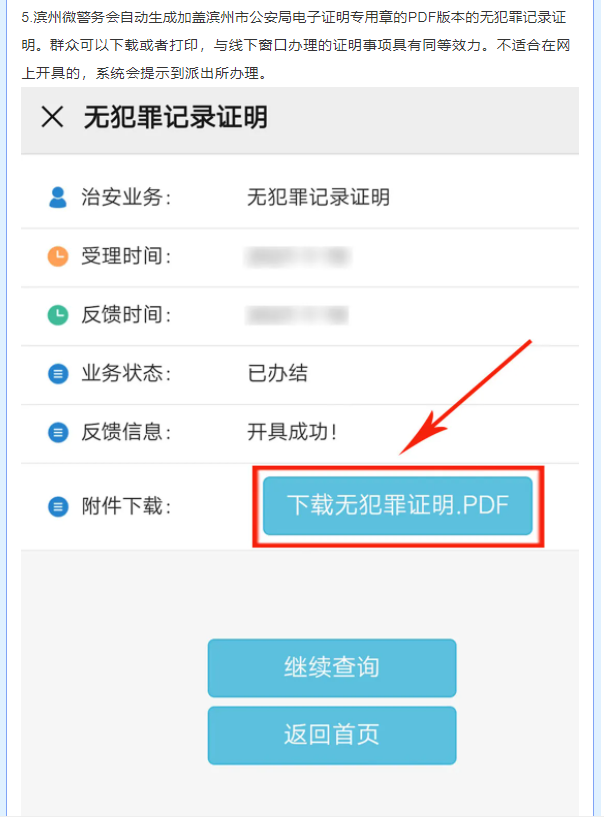 5.滨州微警务会自动生成加盖滨州市公安局电子证明专用章的PDF版本的无犯罪记录证
明。群众可以下载或者打印，与线下窗口办理的证明事项具有同等效力。不适合在网
上开具的，系统会提示到派出所办理。
无犯罪记录证明
治安业务： 无犯罪记录证明
受理时间：
反馈时间：
业务状态： 已办结
反馈信息： 开具成功！
附件下载： 下载无犯罪证明.PDF
继续查询
返回首页